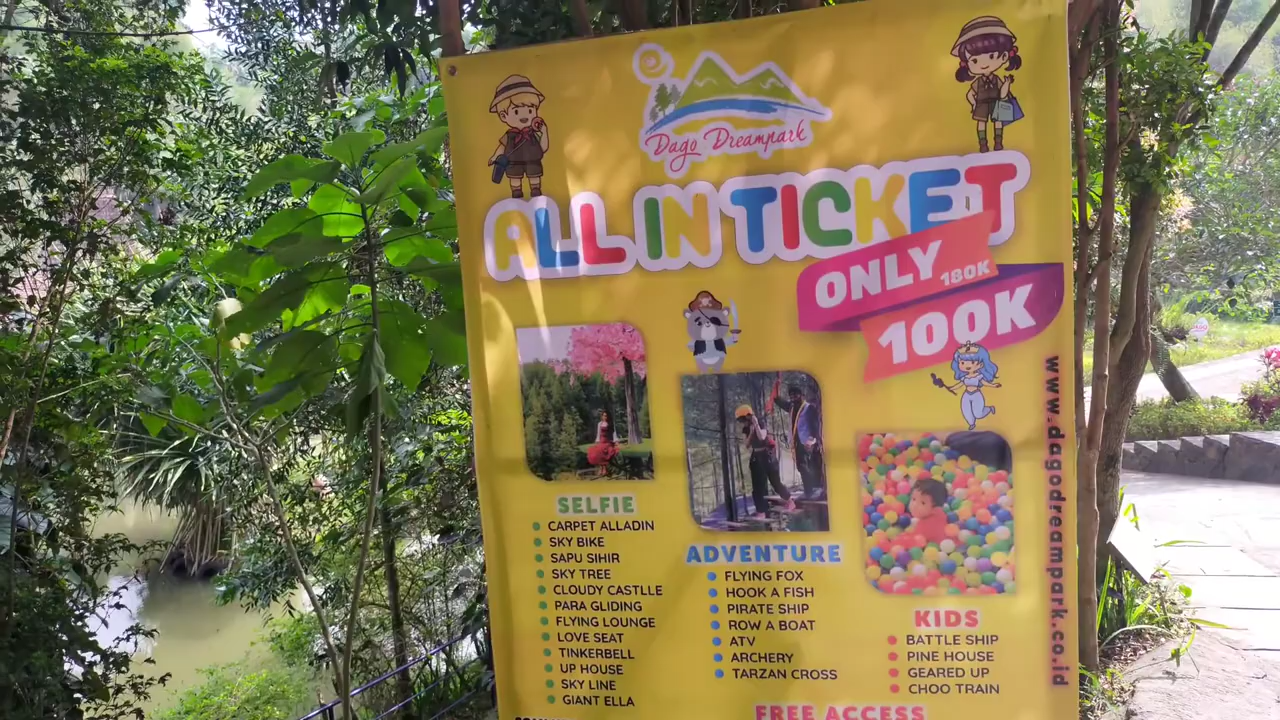 Dago Dreampark
ALL IN TICKET
ONLY 180K
100K
SELFIE
CARPET ALLADIN
SKY BIKE
SAPU SIHIR
SKY TREE
CLOUDY CASTLLE
PARA GLIDING
FLYING LOUNGE
LOVE SEAT
TINKERBELL
UP HOUSE
SKY LINE
GIANT ELLA
ADVENTURE
FLYING FOX
HOOK A FISH
PIRATE SHIP
ROW A BOAT
ATV
ARCHERY
TARZAN CROSS
KIDS
BATTLE SHIP
PINE HOUSE
GEARED UP
CHOO TRAIN
FREE ACCESS
www.dagodreampark.co.id